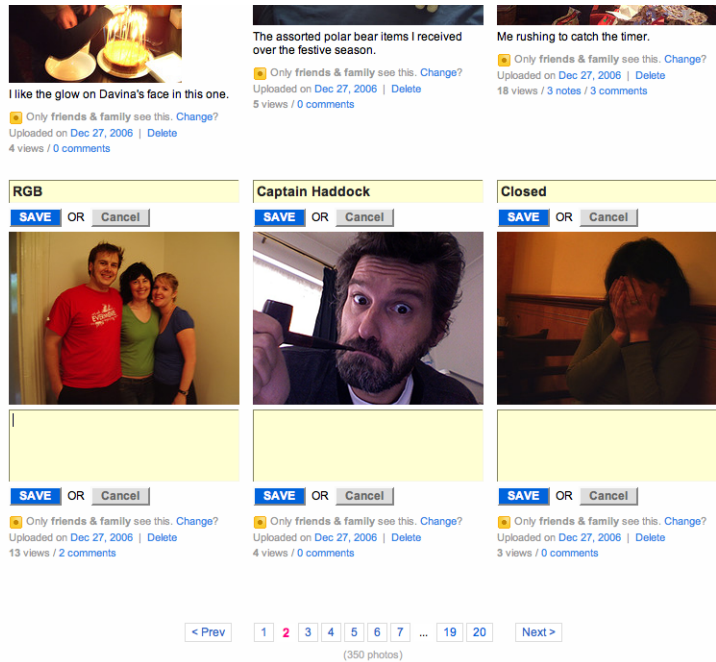 I like the glow on Davina's face in this one.
Only friends & family see this. Change?
Uploaded on Dec 27, 2006 | Delete
4 views / 0 comments
The assorted polar bear items I received
over the festive season.
Only friends & family see this. Change?
Uploaded on Dec 27, 2006 | Delete
5 views / 0 comments
Me rushing to catch the timer.
Only friends & family see this. Change?
Uploaded on Dec 27, 2006 | Delete
18 views / 3 notes / 3 comments
RGB
SAVE OR Cancel
SAVE OR Cancel
Only friends & family see this. Change?
Uploaded on Dec 27, 2006 | Delete
13 views / 2 comments
Captain Haddock
SAVE OR Cancel
SAVE OR Cancel
Only friends & family see this. Change?
Uploaded on Dec 27, 2006 | Delete
4 views / 0 comments
Closed
SAVE OR Cancel
SAVE OR Cancel
Only friends & family see this. Change?
Uploaded on Dec 27, 2006 | Delete
3 views / 0 comments
< Prev 1 2 3 4 5 6 7 ... 19 20 Next >
(350 photos)